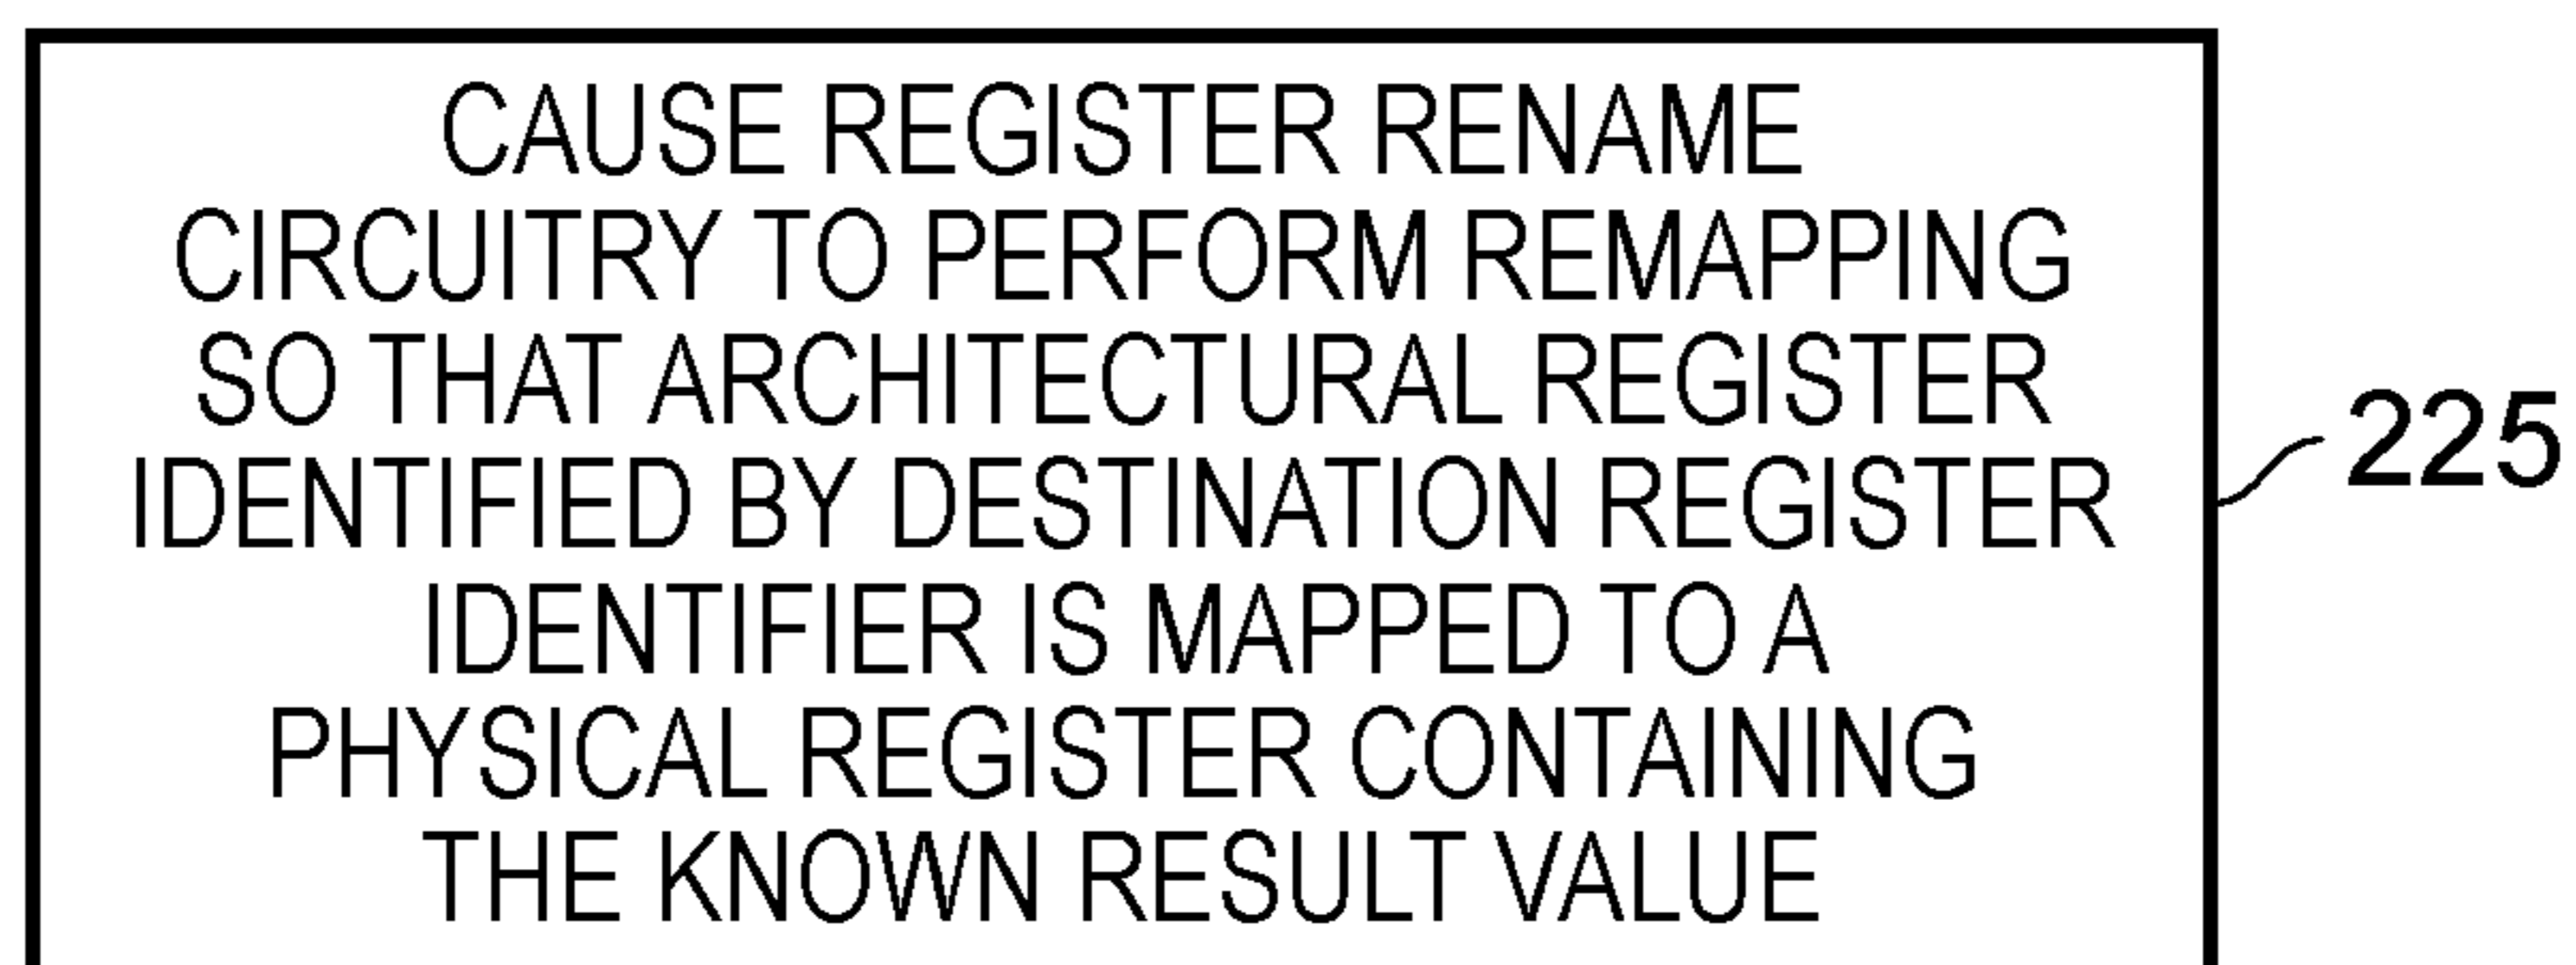 CAUSE REGISTER RENAME
CIRCUITRY TO PERFORM REMAPPING
SO THAT ARCHITECTURAL REGISTER
IDENTIFIED BY DESTINATION REGISTER
IDENTIFIER IS MAPPED TO A
PHYSICAL REGISTER CONTAINING
THE KNOWN RESULT VALUE
225